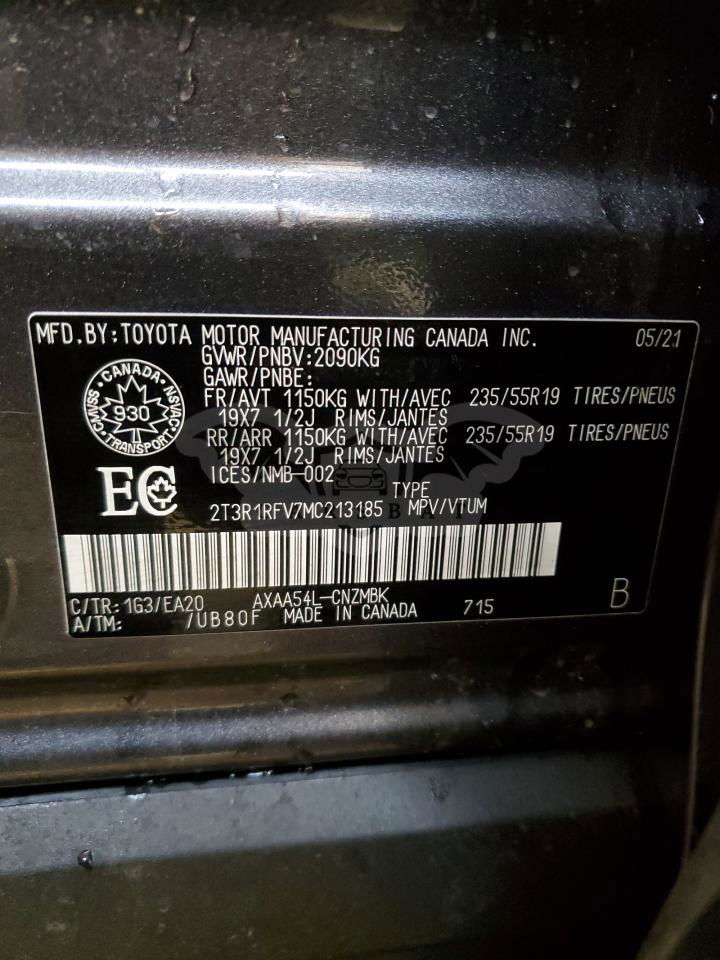 MFD.BY:TOYOTA MOTOR MANUFACTURING CANADA INC. 05/21
GVWR/PNBV:2090KG
GAWR/PNBE:
FR/AVT 1150KG WITH/AVEC 235/55R19 TIRES/PNEUS
19X7 1/2J RIMS/JANTES
RR/ARR 1150KG WITH/AVEC 235/55R19 TIRES/PNEUS
19X7 1/2J RIMS/JANTES
ICES/NMB-002
CANADA
930
TRANSPORT
EC
TYPE
2T3R1RFV7MC213185 MPV/VTUM
C/TR: 1G3/EA20 AXAA54L-CNZMBK
A/TM: /UB80F MADE IN CANADA 715 B